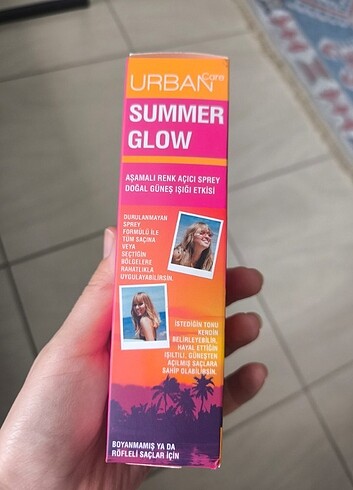 URBAN Care
SUMMER
GLOW
AŞAMALI RENK AÇICI SPREY
DOĞAL GÜNEŞ IŞIĞI ETKİSİ
DURULANMAYAN
SPREY
FORMÜLÜ İLE
TÜM SAÇINA
VEYA
SEÇTİĞİN
BÖLGELERE
RAHATLIKLA
UYGULAYABİLİRSİN.
İSTEDİĞİN TONU
KENDİN
BELİRLEYEBİLİR,
HAYAL ETTİĞİN
IŞILTILI, GÜNEŞTEN
AÇILMIŞ SAÇLARA
SAHİP OLABİLİRSİN.
BOYANMAMIŞ YA DA
RÖFLELİ SAÇLAR İÇİN